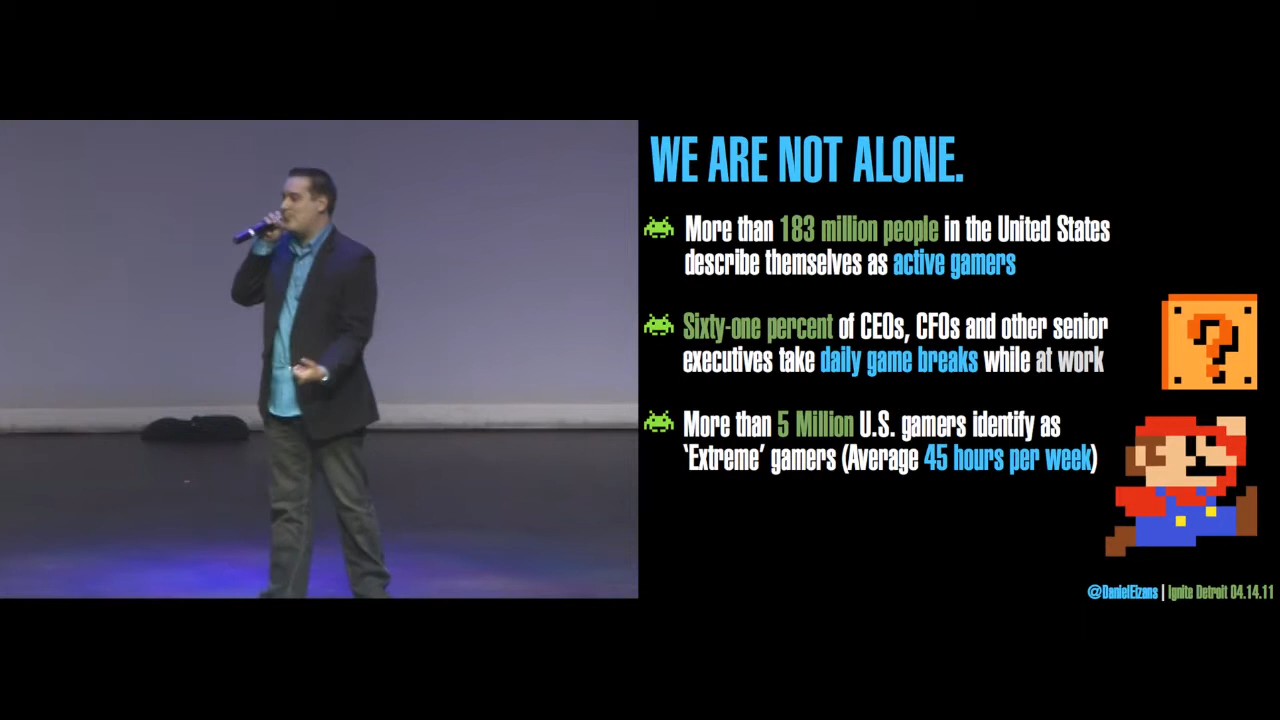 WE ARE NOT ALONE.
More than 183 million people in the United States
describe themselves as active gamers
Sixty-one percent of CEOs, CFOs and other senior
executives take daily game breaks while at work
More than 5 Million U.S. gamers identify as
‘Extreme’ gamers (Average 45 hours per week)
?
@DanielEizans | Ignite Detroit 04.14.11